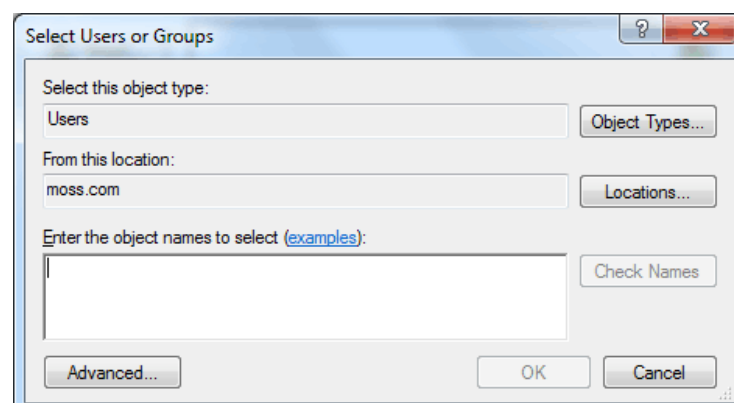 Select Users or Groups
Select this object type:
Users
Object Types...
From this location:
moss.com
Locations...
Enter the object names to select (examples):
Check Names
Advanced...
OK
Cancel